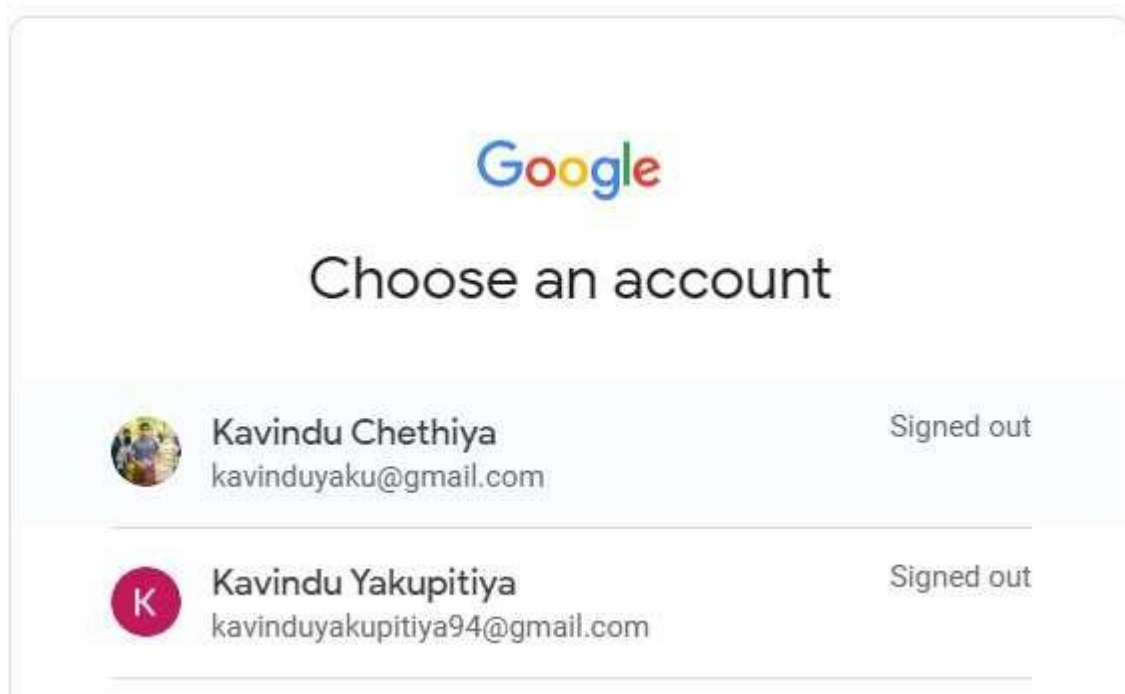 Google
Choose an account
Kavindu Chethiya
Signed out
kavinduyaku@gmail.com
K
Kavindu Yakupitiya
Signed out
kavinduyakupitiya94@gmail.com